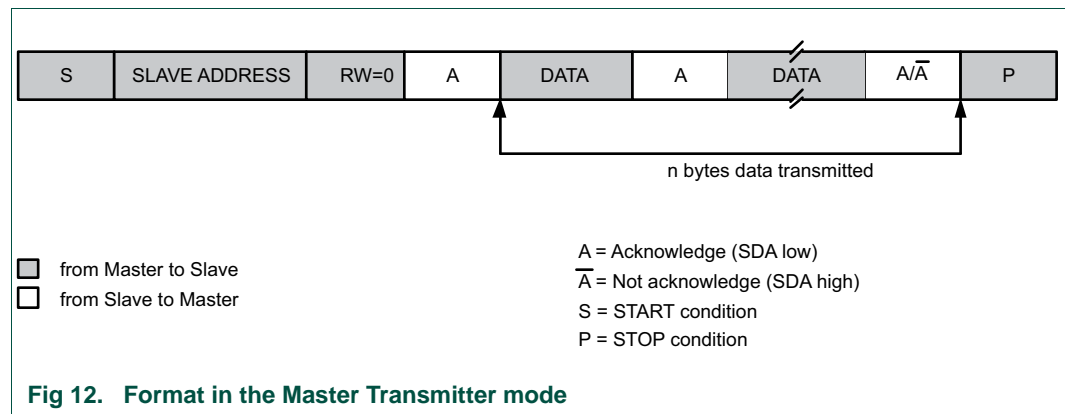 S SLAVE ADDRESS RW=0 A DATA A DATA A/A̅ P
n bytes data transmitted
from Master to Slave
from Slave to Master
A = Acknowledge (SDA low)
A̅ = Not acknowledge (SDA high)
S = START condition
P = STOP condition
Fig 12. Format in the Master Transmitter mode